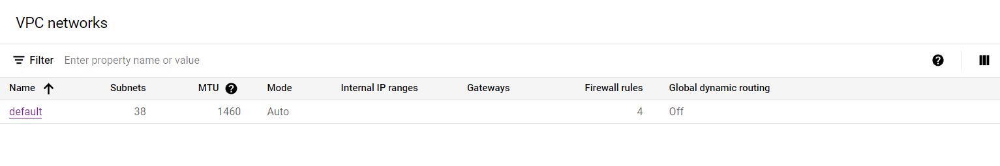 VPC networks
Filter Enter property name or value
Name Subnets MTU Mode Internal IP ranges Gateways Firewall rules Global dynamic routing
default 38 1460 Auto 4 Off